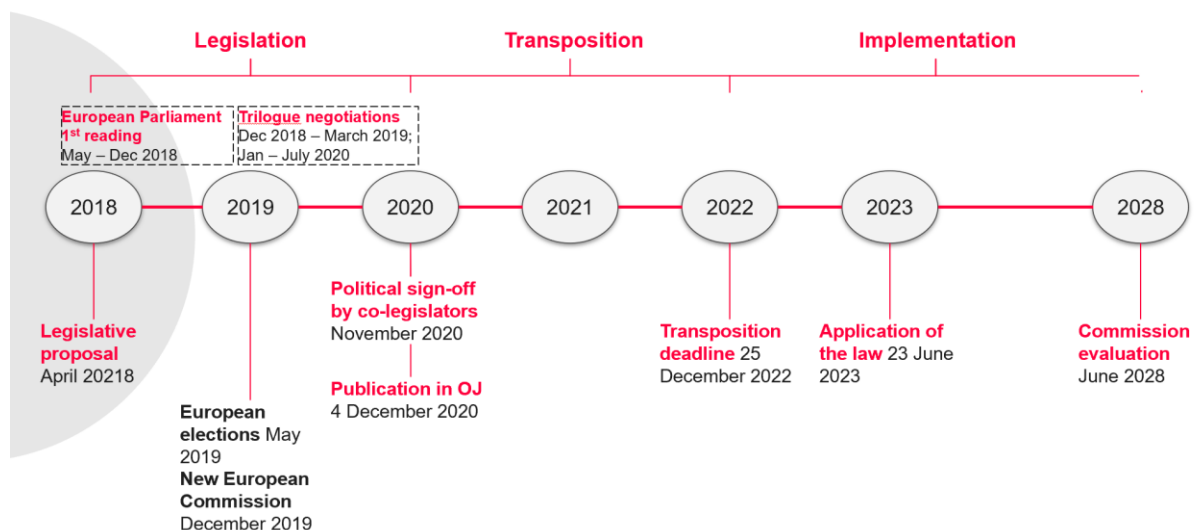 Legislation
Transposition
Implementation
European Parliament
1st reading
May – Dec 2018
Trilogue negotiations
Dec 2018 – March 2019;
Jan – July 2020
2018
2019
2020
2021
2022
2023
2028
Legislative
proposal
April 20218
European
elections May
2019
New European
Commission
December 2019
Political sign-off
by co-legislators
November 2020
Publication in OJ
4 December 2020
Transposition
deadline 25
December 2022
Application of
the law 23 June
2023
Commission
evaluation
June 2028